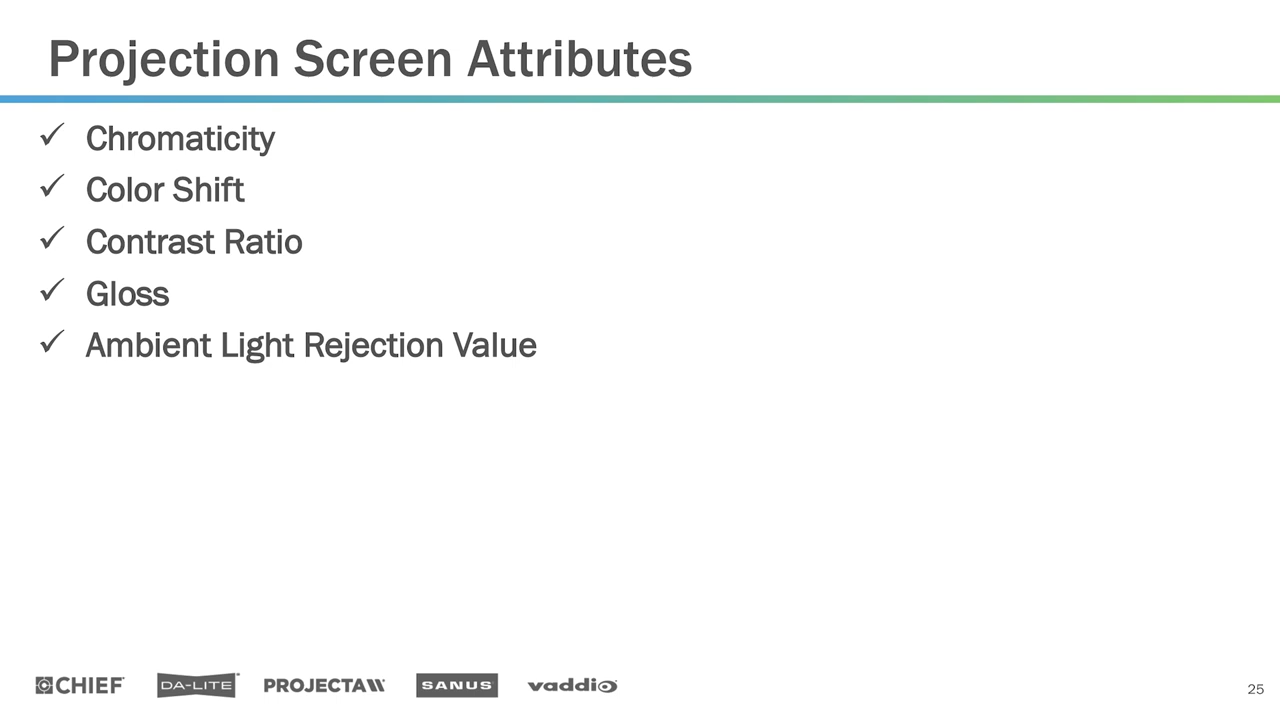 Projection Screen Attributes
✓ Chromaticity
✓ Color Shift
✓ Contrast Ratio
✓ Gloss
✓ Ambient Light Rejection Value
CHIEF DA-LITE PROJECTA SANUS vaddio 25